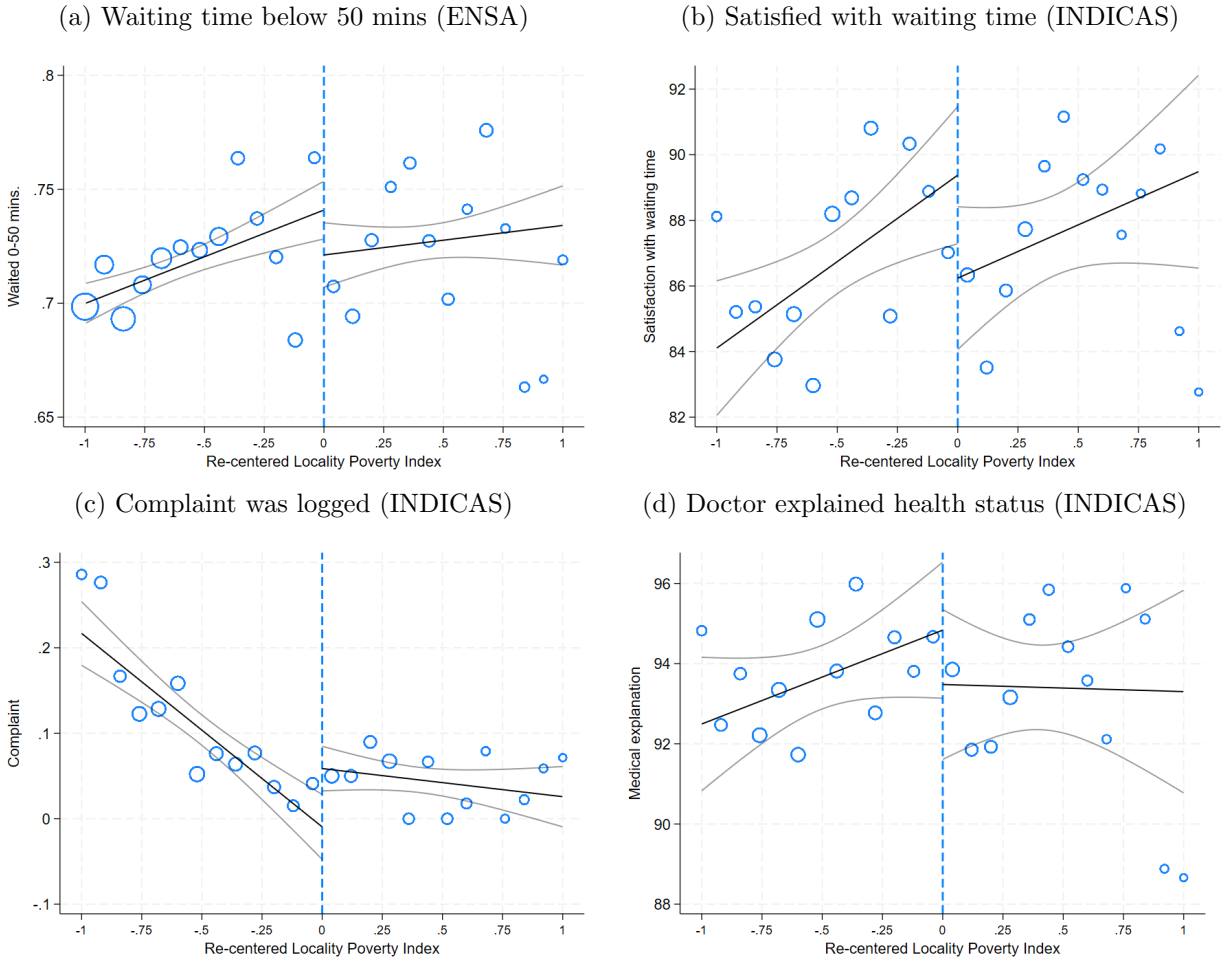 (a) Waiting time below 50 mins (ENSA)
Waited 0-50 mins.
.8
.75
.7
.65
-1 -.75 -.5 -.25 0 .25 .5 .75 1
Re-centered Locality Poverty Index
(b) Satisfied with waiting time (INDICAS)
Satisfaction with waiting time
92
90
88
86
84
82
-1 -.75 -.5 -.25 0 .25 .5 .75 1
Re-centered Locality Poverty Index
(c) Complaint was logged (INDICAS)
Complaint
.3
.2
.1
0
-.1
-1 -.75 -.5 -.25 0 .25 .5 .75 1
Re-centered Locality Poverty Index
(d) Doctor explained health status (INDICAS)
Medical explanation
96
94
92
90
88
-1 -.75 -.5 -.25 0 .25 .5 .75 1
Re-centered Locality Poverty Index